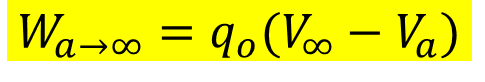 W_{a→∞} = q_o(V_∞ − V_a)